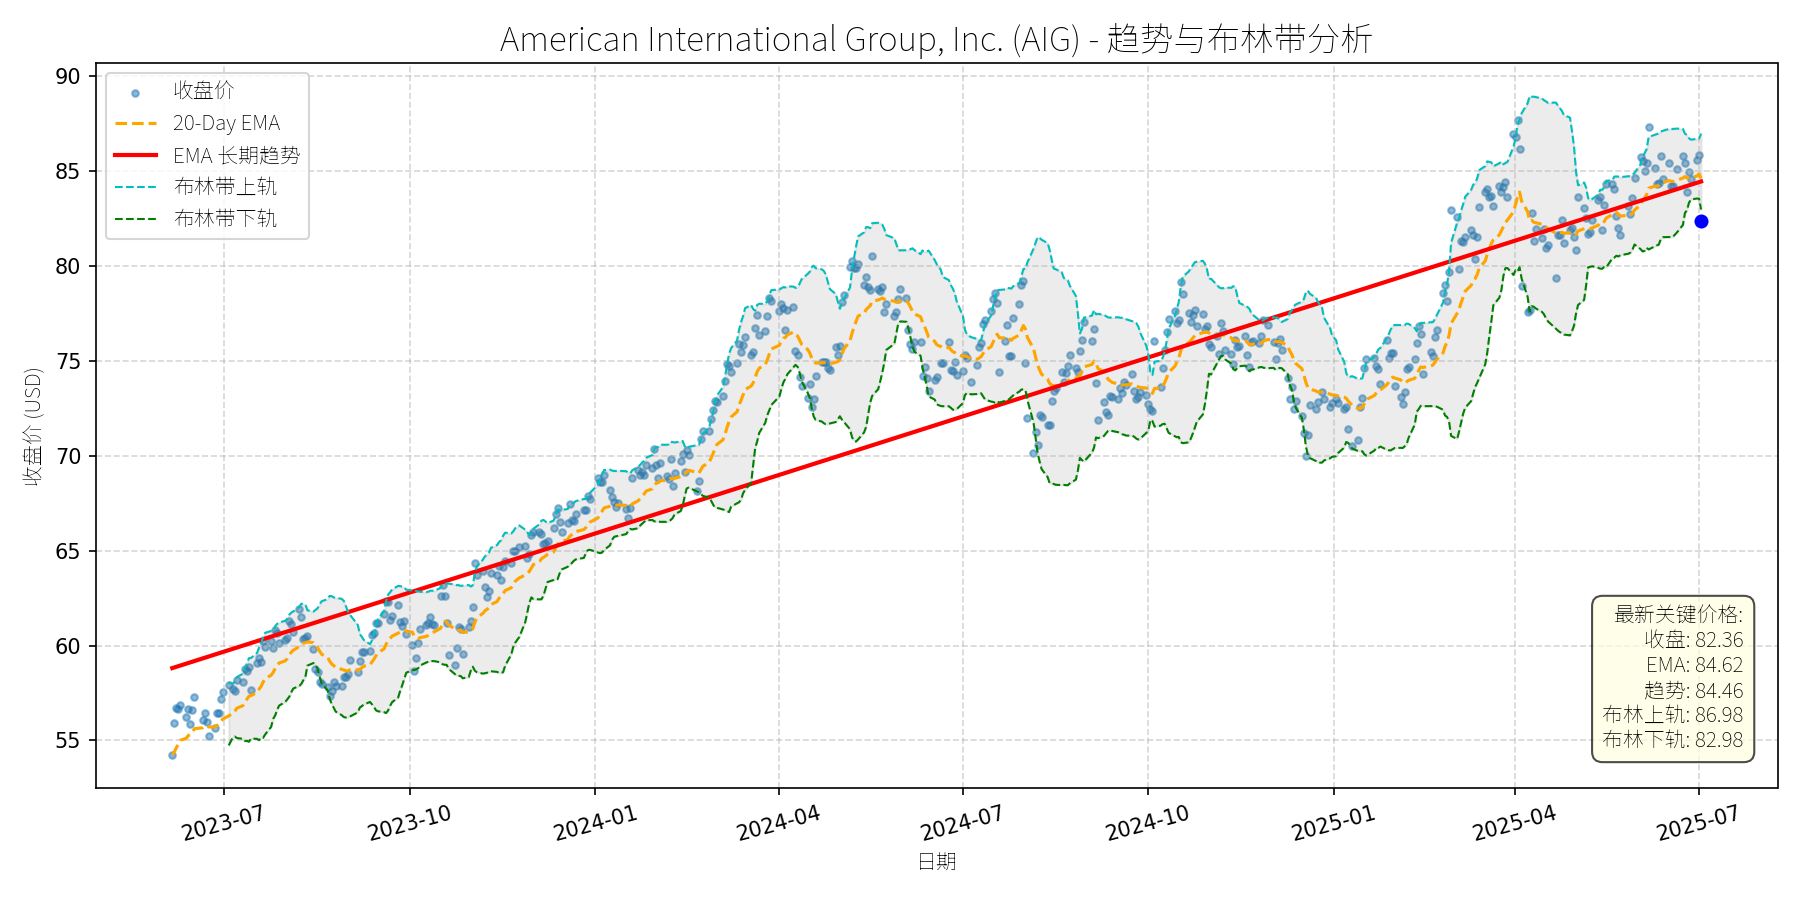 American International Group, Inc. (AIG) - 趋势与布林带分析
收盘价
20-Day EMA
EMA 长期趋势
布林带上轨
布林带下轨
收盘价 (USD)
90
85
80
75
70
65
60
55
最新关键价格:
收盘: 82.36
EMA: 84.62
趋势: 84.46
布林上轨: 86.98
布林下轨: 82.98
2023-07
2023-10
2024-01
2024-04
2024-07
2024-10
2025-01
2025-04
2025-07
日期